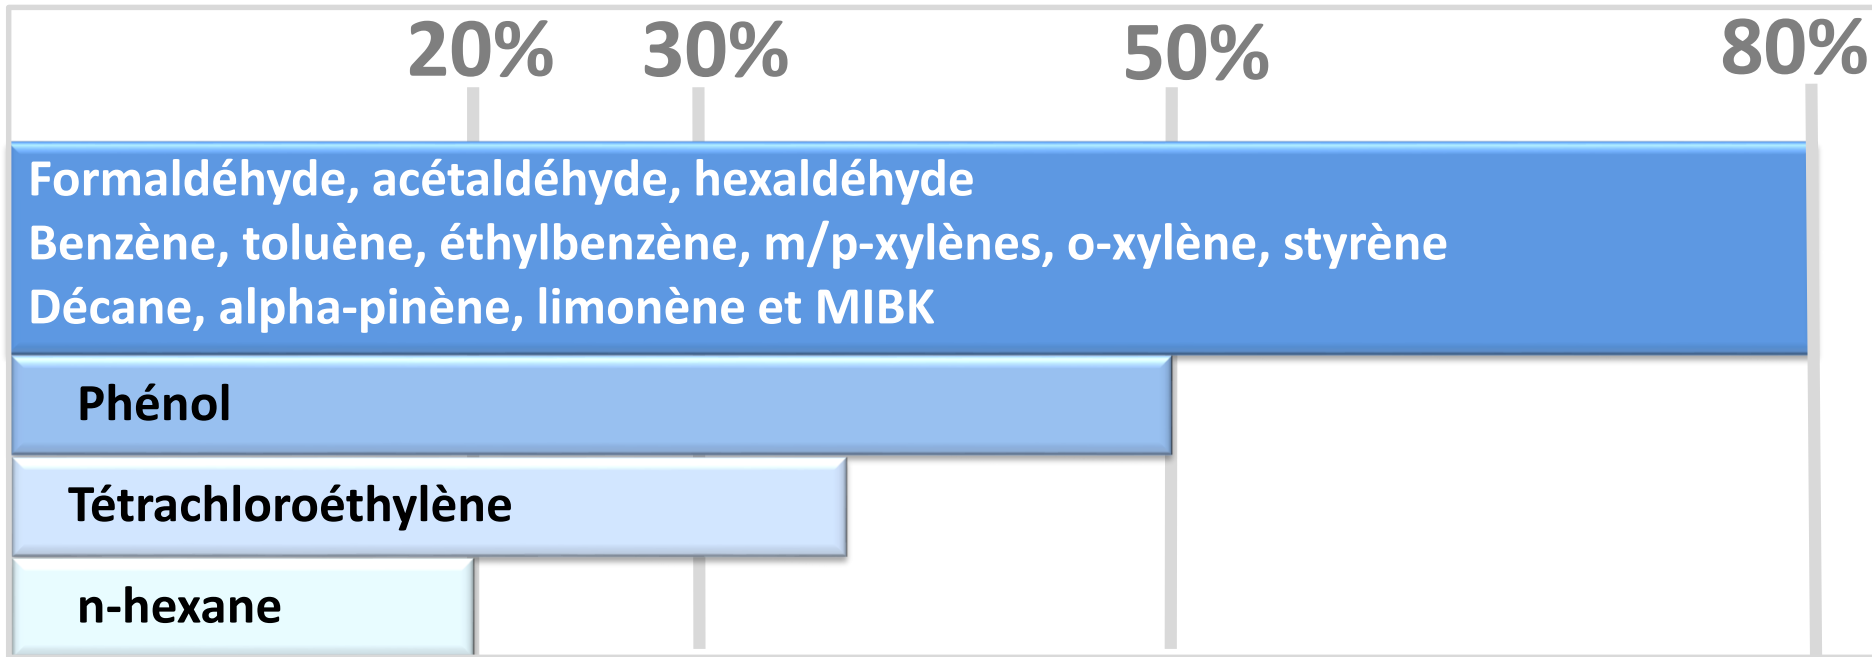 20% 30% 50% 80%
Formaldéhyde, acétaldéhyde, hexaldéhyde
Benzène, toluène, éthylbenzène, m/p-xylènes, o-xylène, styrène
Décane, alpha-pinène, limonène et MIBK
Phénol
Tétrachloroéthylène
n-hexane